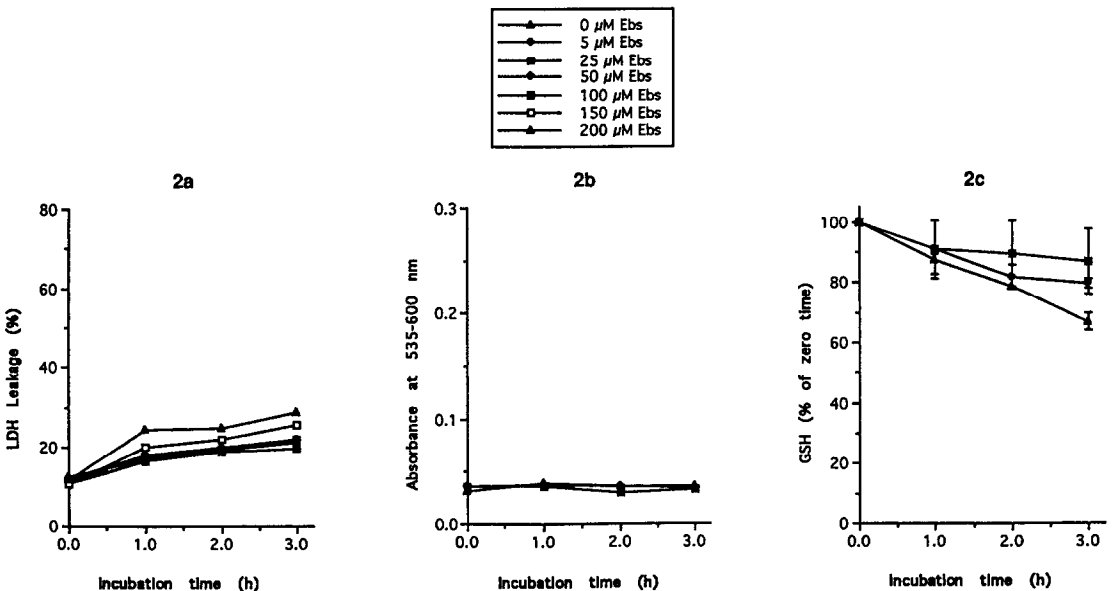 0 µM Ebs
5 µM Ebs
25 µM Ebs
50 µM Ebs
100 µM Ebs
150 µM Ebs
200 µM Ebs
2a
80
60
40
20
0
0.0 1.0 2.0 3.0
LDH Leakage (%)
Incubation time (h)
2b
0.3
0.2
0.1
0.0
0.0 1.0 2.0 3.0
Absorbance at 535-600 nm
Incubation time (h)
2c
100
80
60
40
20
0
0.0 1.0 2.0 3.0
GSH (% of zero time)
Incubation time (h)